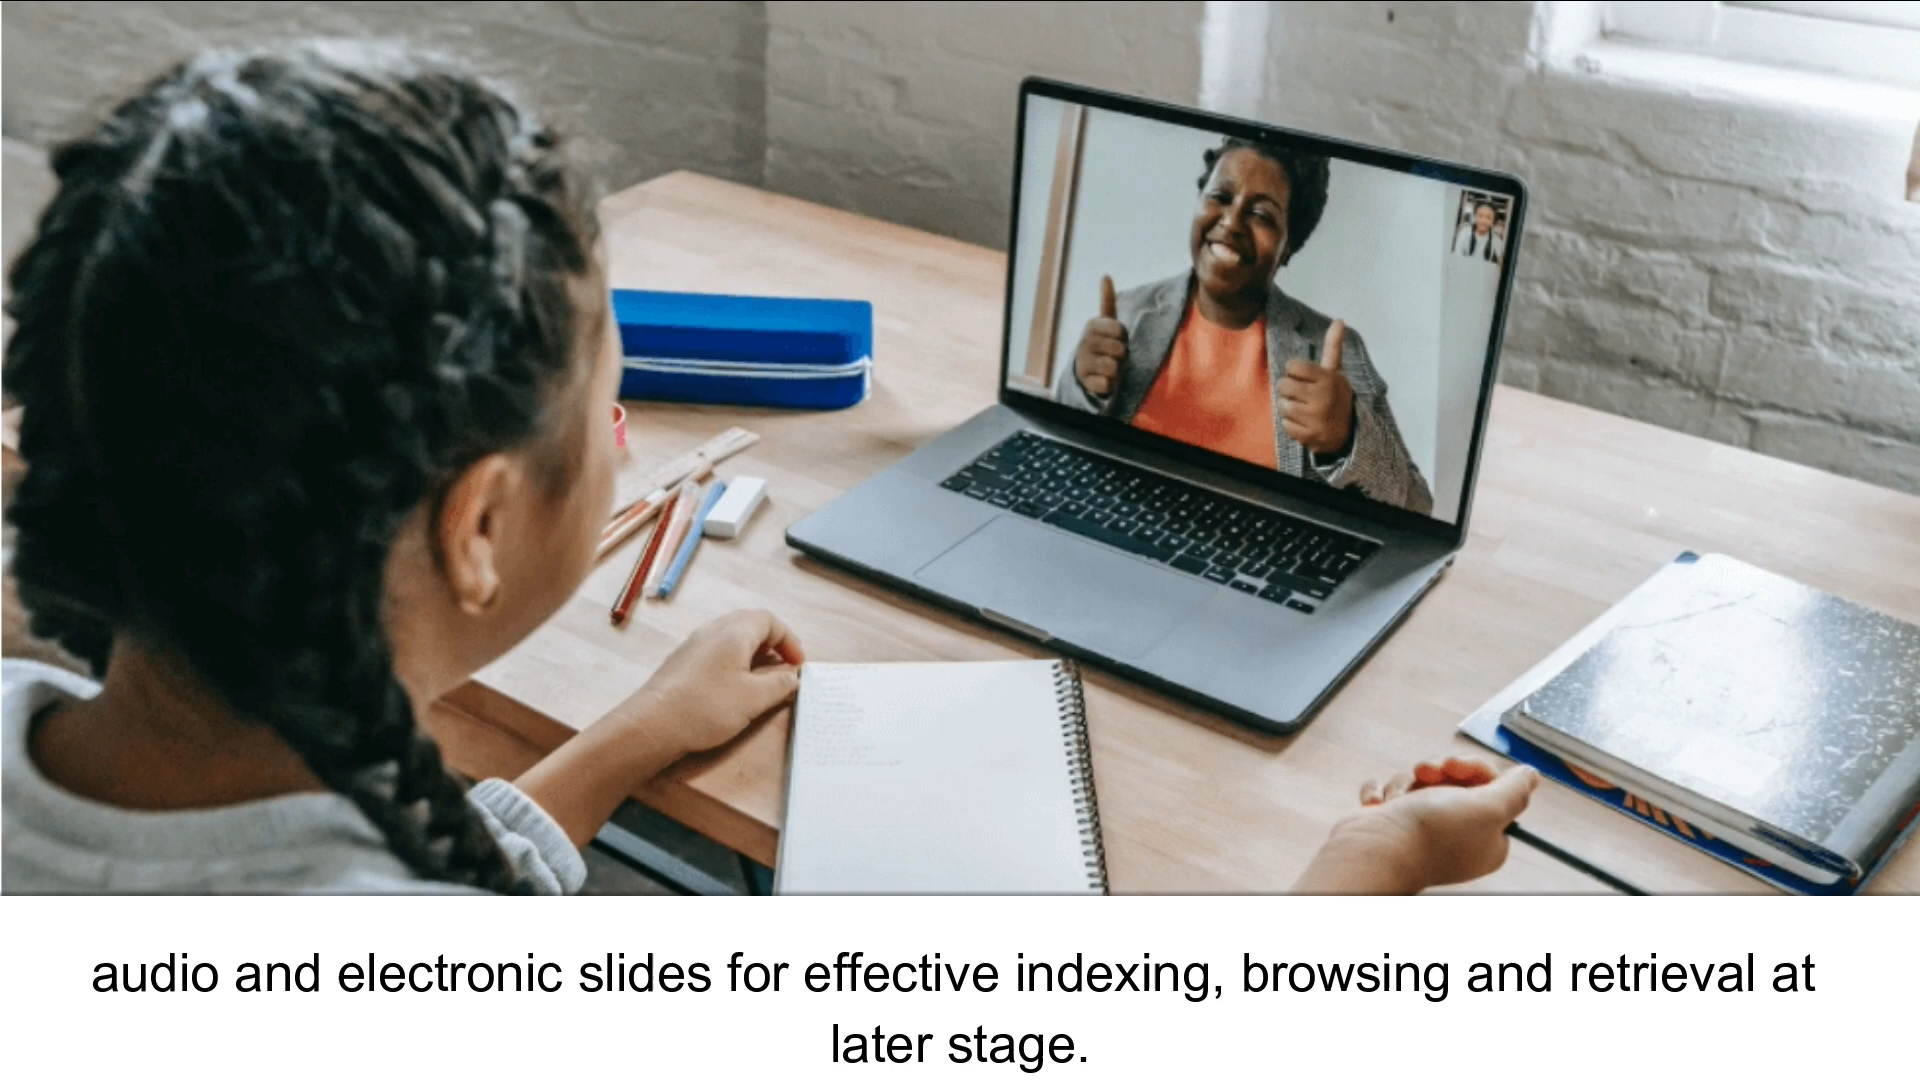 audio and electronic slides for effective indexing, browsing and retrieval at
later stage.